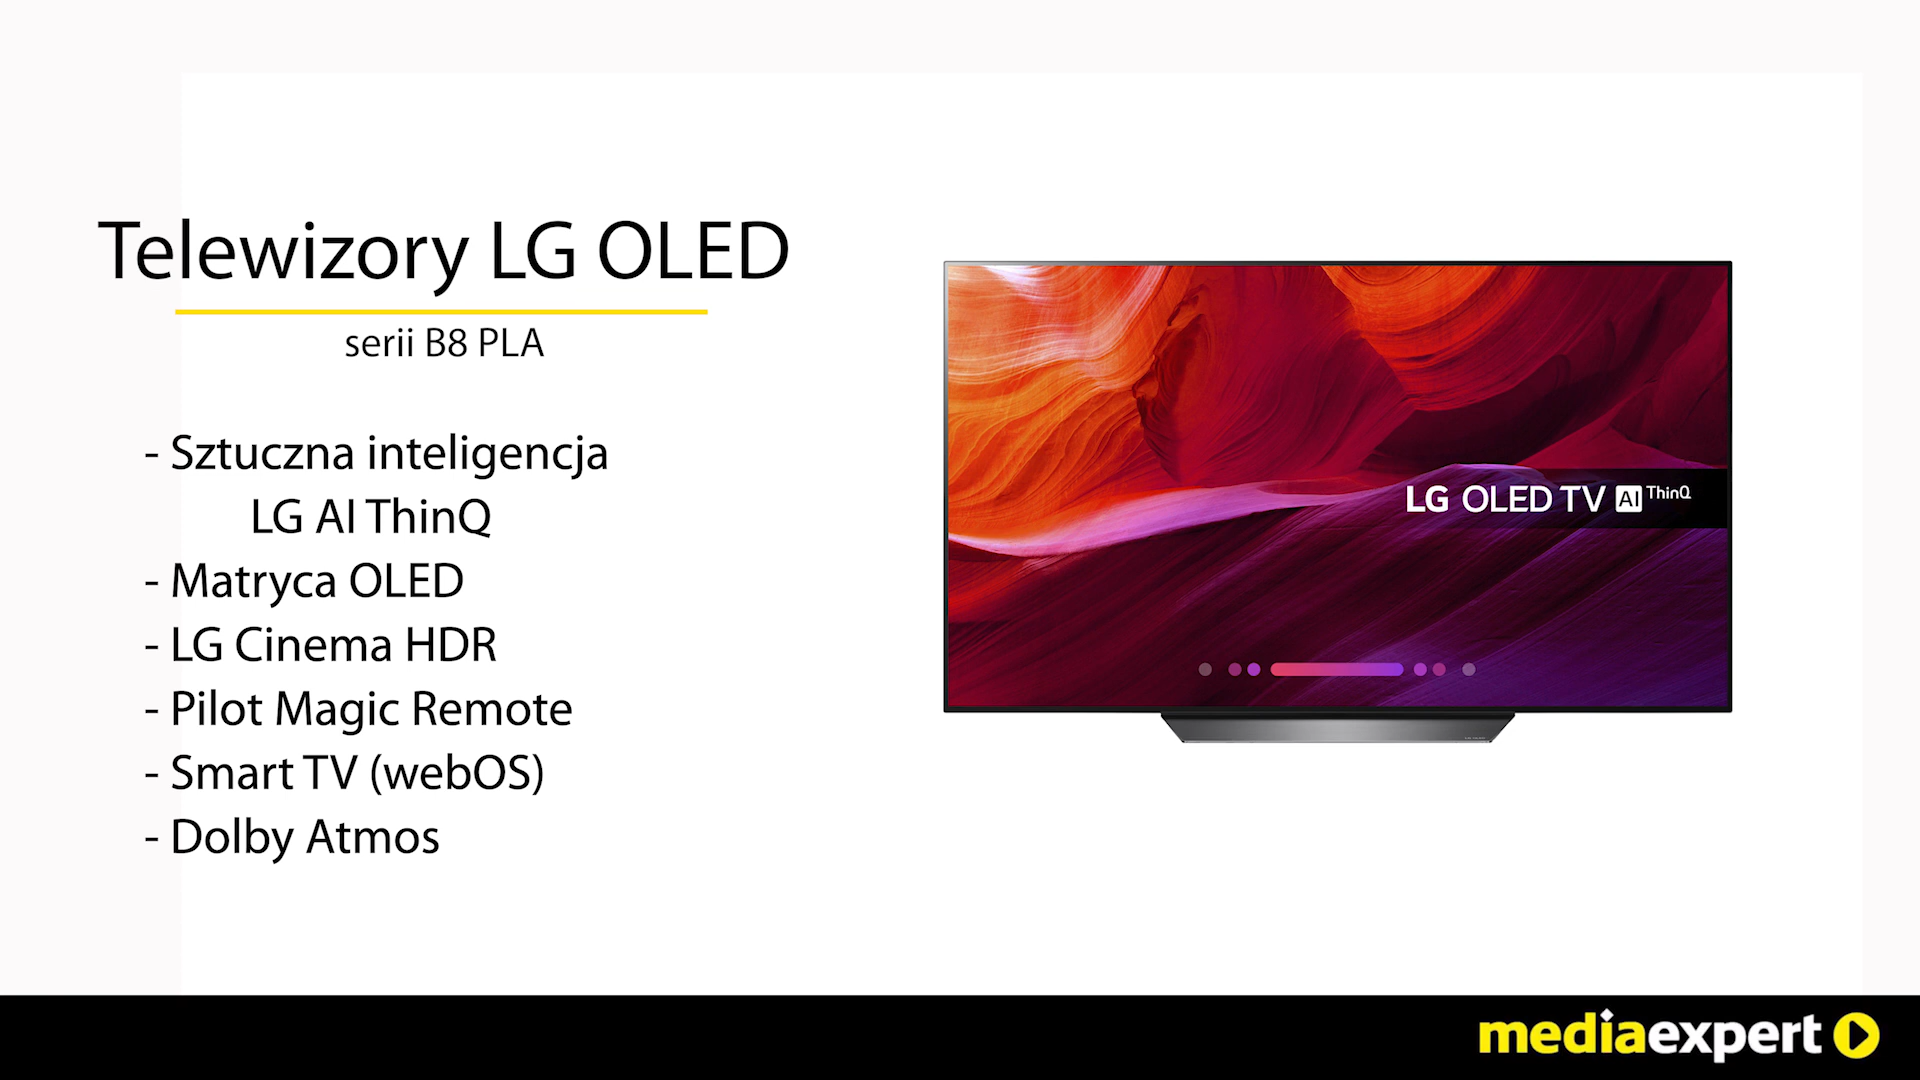 Telewizory LG OLED
serii B8 PLA
- Sztuczna inteligencja
LG AI ThinQ
- Matryca OLED
- LG Cinema HDR
- Pilot Magic Remote
- Smart TV (webOS)
- Dolby Atmos
LG OLED TV AI ThinQ
mediaexpert